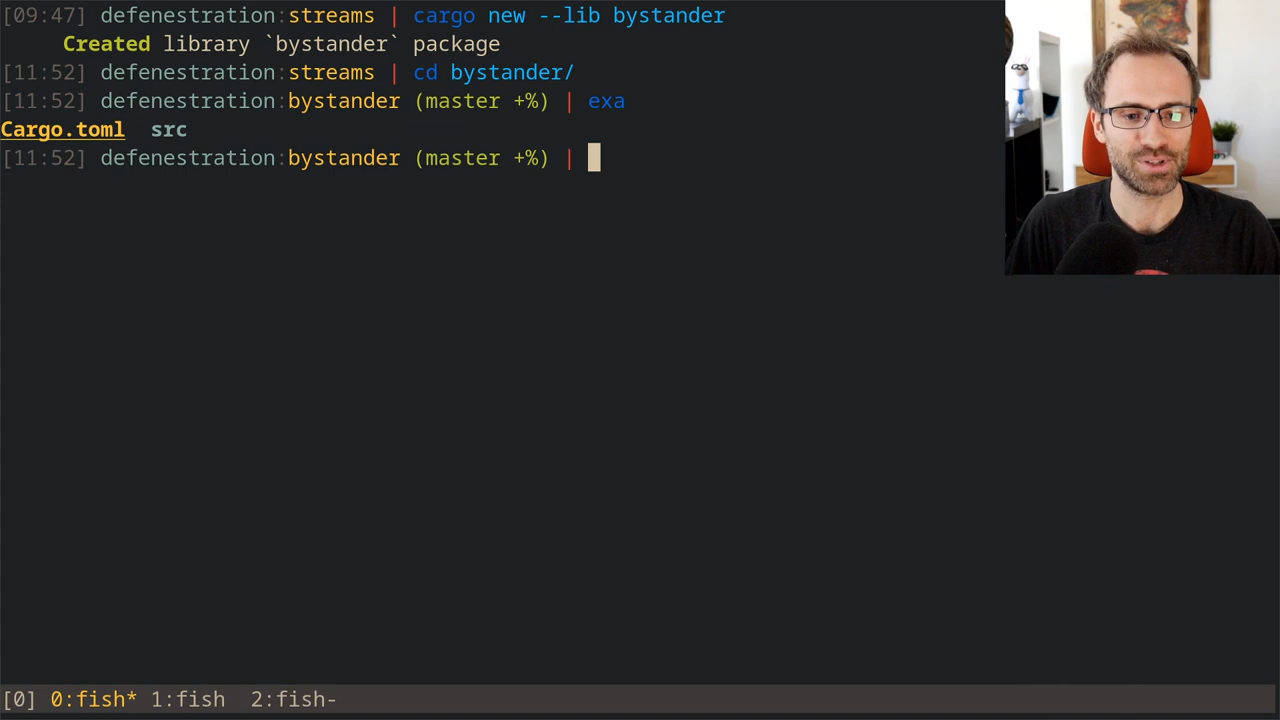 [09:47] defenestration:streams | cargo new --lib bystander
     Created library `bystander` package
[11:52] defenestration:streams | cd bystander/
[11:52] defenestration:bystander (master +%) | exa
Cargo.toml  src
[11:52] defenestration:bystander (master +%) |
[0] 0:fish* 1:fish  2:fish-